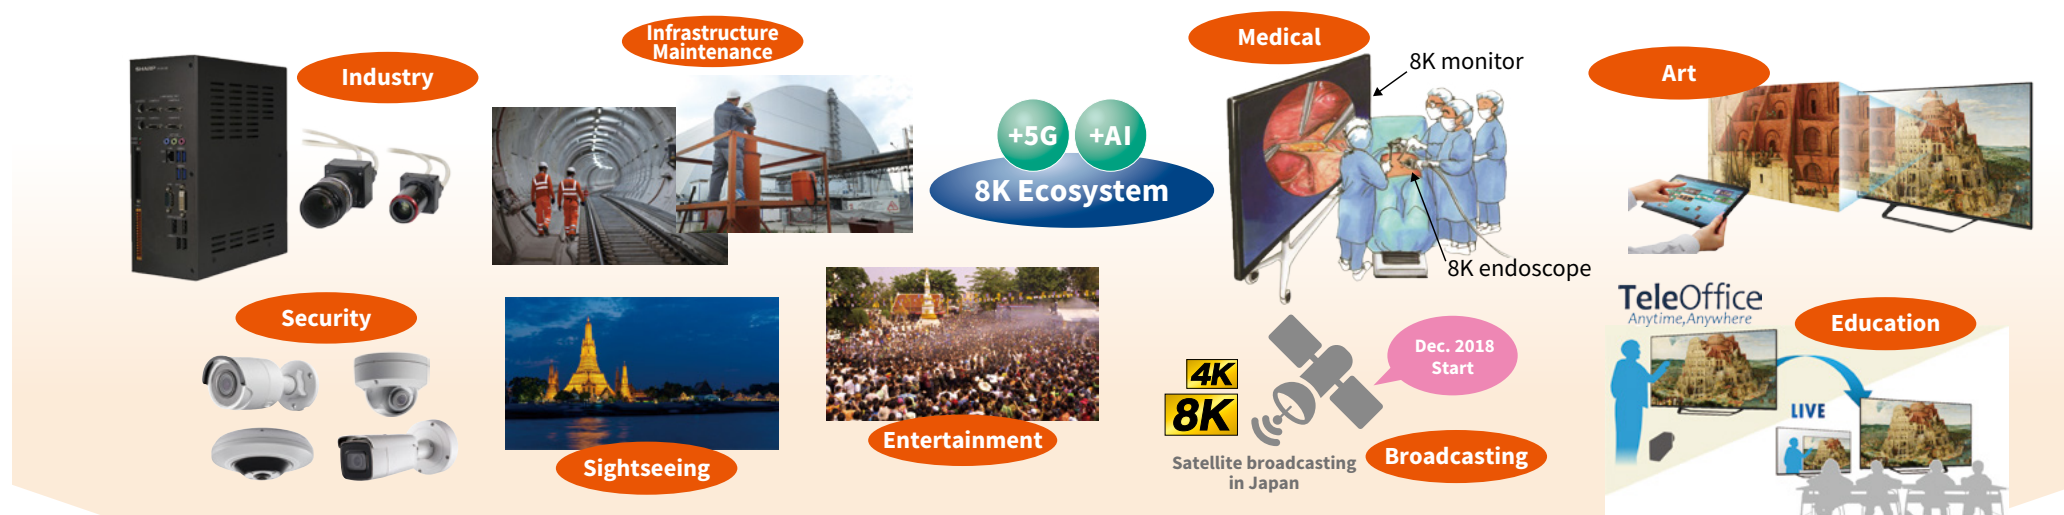 Industry
Infrastructure
Maintenance
+5G
+AI
8K Ecosystem
Medical
8K monitor
8K endoscope
Art
SHARP
Security
Sightseeing
Entertainment
4K
8K
Dec. 2018
Start
Satellite broadcasting
in Japan
Broadcasting
TeleOffice
Anytime,Anywhere
Education
LIVE